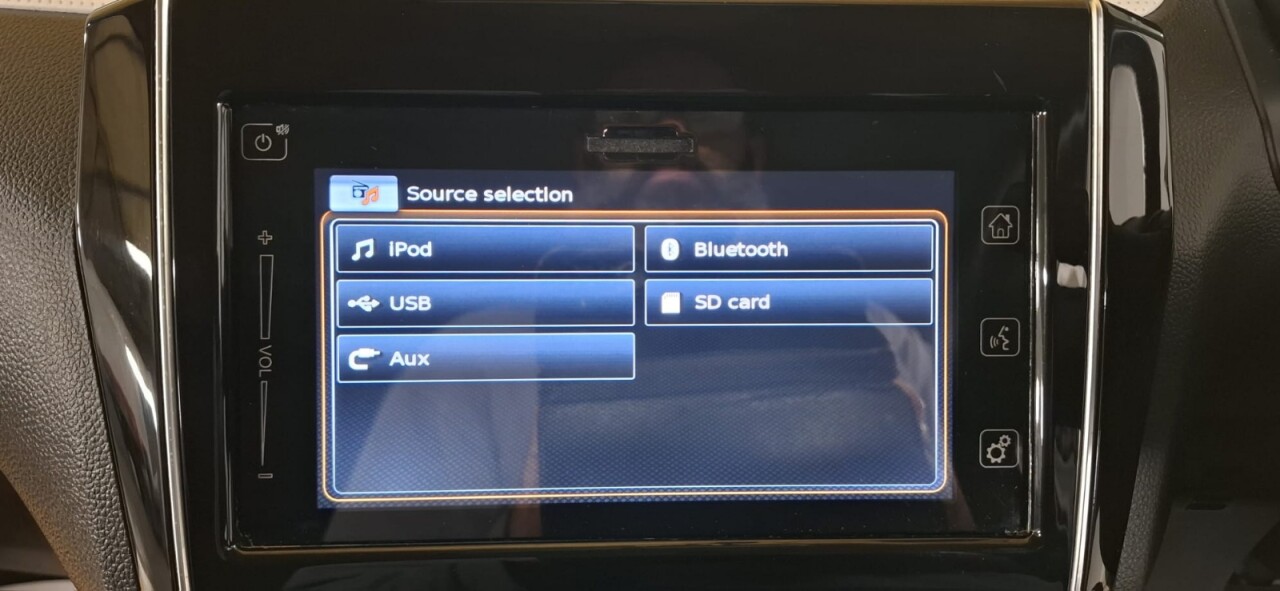 Source selection
iPod
Bluetooth
USB
SD card
Aux
+
VOL
-